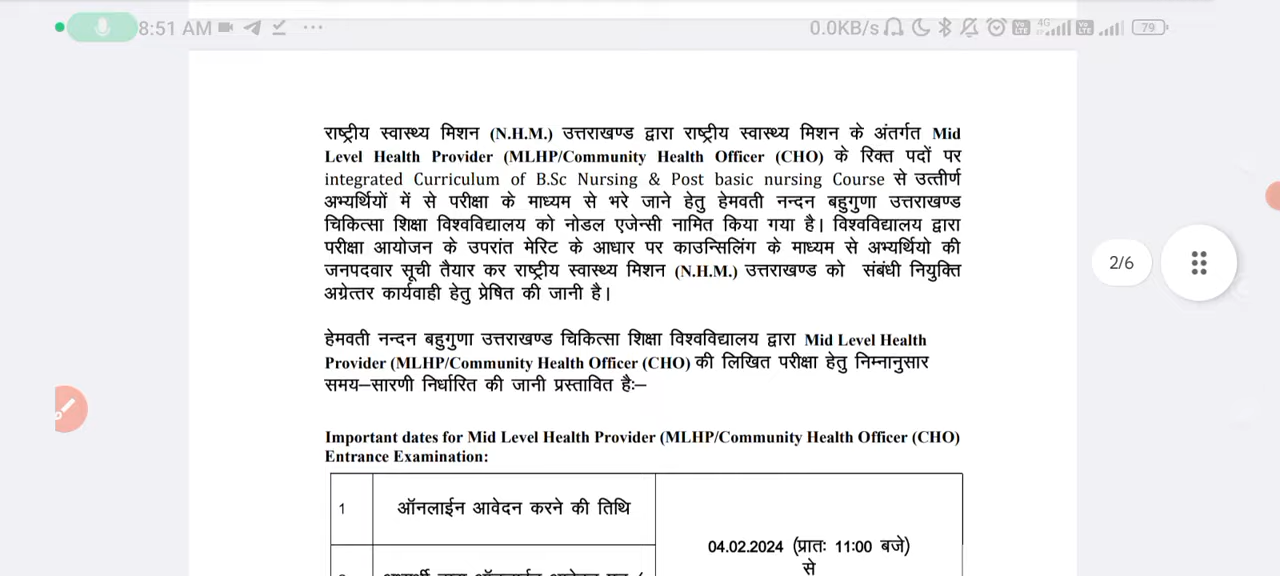 8:51 AM
0.0KB/s
4G
79
राष्ट्रीय स्वास्थ्य मिशन (N.H.M.) उत्तराखण्ड द्वारा राष्ट्रीय स्वास्थ्य मिशन के अंतर्गत Mid
Level Health Provider (MLHP/Community Health Officer (CHO) के रिक्त पदों पर
integrated Curriculum of B.Sc Nursing & Post basic nursing Course से उत्तीर्ण
अभ्यर्थियों में से परीक्षा के माध्यम से भरे जाने हेतु हेमवती नन्दन बहुगुणा उत्तराखण्ड
चिकित्सा शिक्षा विश्वविद्यालय को नोडल एजेन्सी नामित किया गया है। विश्वविद्यालय द्वारा
परीक्षा आयोजन के उपरांत मेरिट के आधार पर काउन्सिलिंग के माध्यम से अभ्यर्थियो की
जनपदवार सूची तैयार कर राष्ट्रीय स्वास्थ्य मिशन (N.H.M.) उत्तराखण्ड को संबंधी नियुक्ति
अग्रेत्तर कार्यवाही हेतु प्रेषित की जानी है।
2/6
हेमवती नन्दन बहुगुणा उत्तराखण्ड चिकित्सा शिक्षा विश्वविद्यालय द्वारा Mid Level Health
Provider (MLHP/Community Health Officer (CHO) की लिखित परीक्षा हेतु निम्नानुसार
समय–सारणी निर्धारित की जानी प्रस्तावित हैः–
Important dates for Mid Level Health Provider (MLHP/Community Health Officer (CHO)
Entrance Examination:
1
ऑनलाईन आवेदन करने की तिथि
04.02.2024 (प्रातः 11:00 बजे)
से